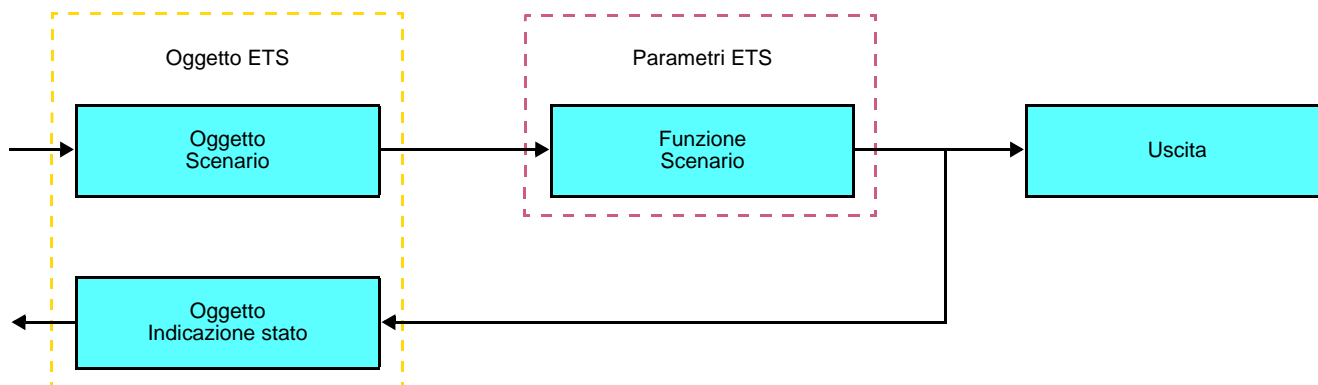 Oggetto ETS
Parametri ETS
Oggetto
Scenario
Funzione
Scenario
Uscita
Oggetto
Indicazione stato